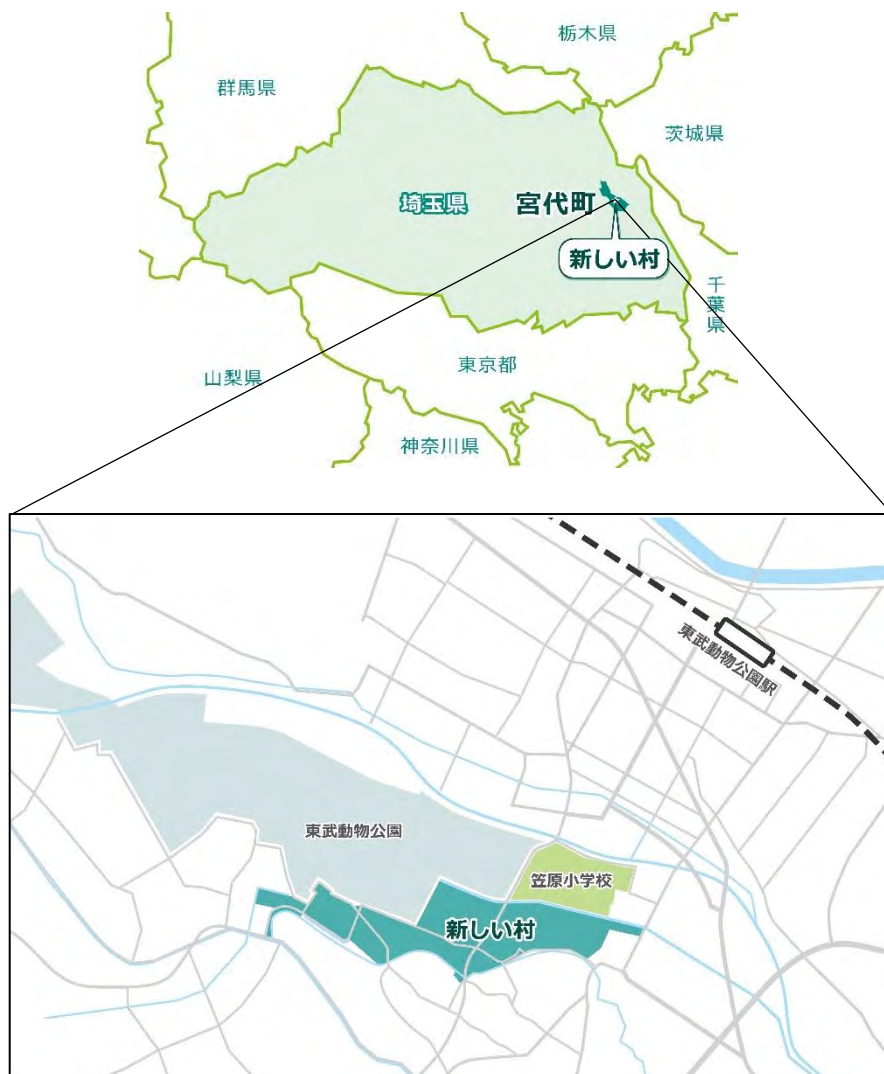 栃木県
群馬県
茨城県
埼玉県
宮代町
新しい村
千葉県
山梨県
東京都
神奈川県
東武動物公園駅
東武動物公園
笠原小学校
新しい村